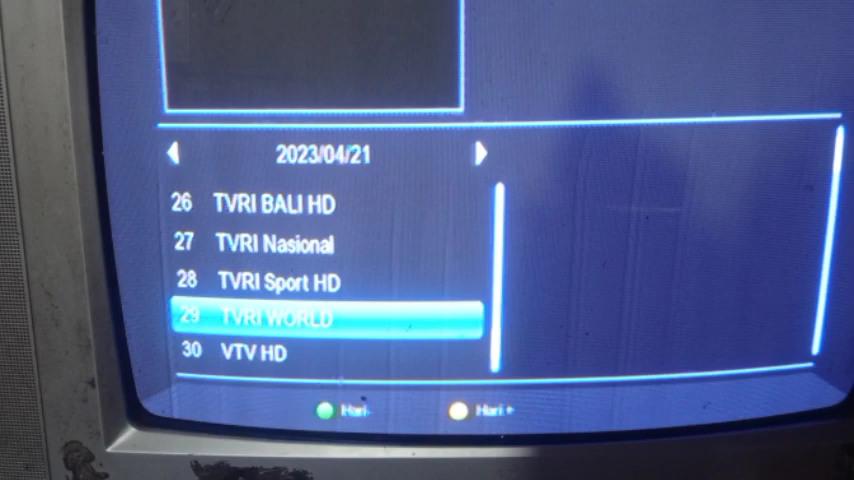 2023/04/21
26 TVRI BALI HD
27 TVRI Nasional
28 TVRI Sport HD
29 TVRI WORLD
30 VTV HD
Hari- Hari+